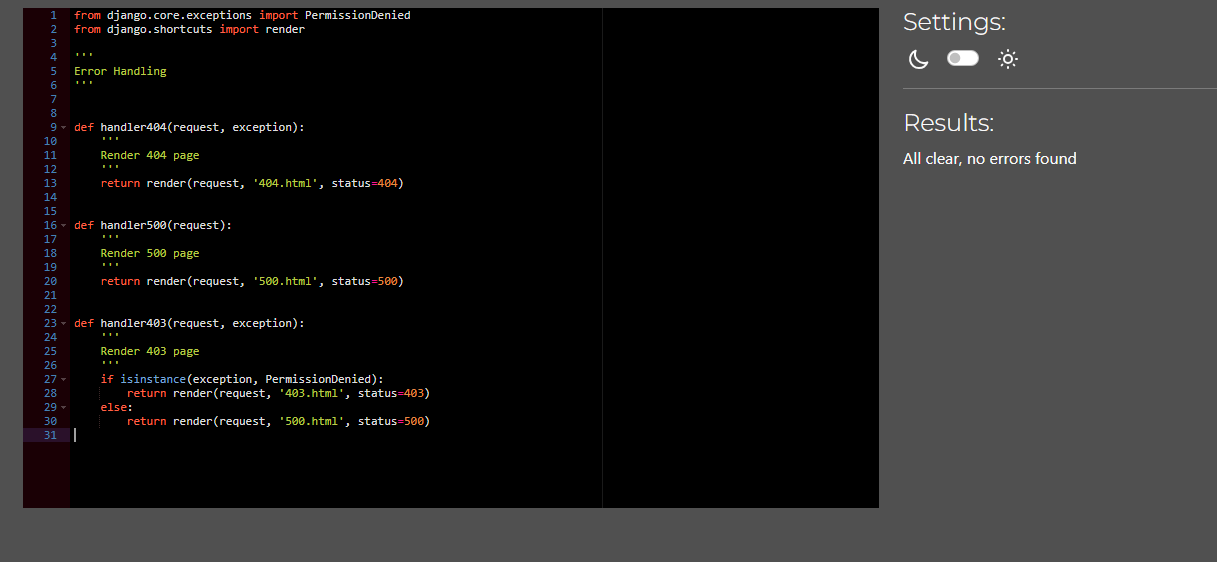 1 from django.core.exceptions import PermissionDenied
2 from django.shortcuts import render
3
4 '''
5 Error Handling
6 '''
7
8
9 def handler404(request, exception):
10     '''
11     Render 404 page
12     '''
13     return render(request, '404.html', status=404)
14
15
16 def handler500(request):
17     '''
18     Render 500 page
19     '''
20     return render(request, '500.html', status=500)
21
22
23 def handler403(request, exception):
24     '''
25     Render 403 page
26     '''
27     if isinstance(exception, PermissionDenied):
28         return render(request, '403.html', status=403)
29     else:
30         return render(request, '500.html', status=500)
31
Settings:
Results:
All clear, no errors found